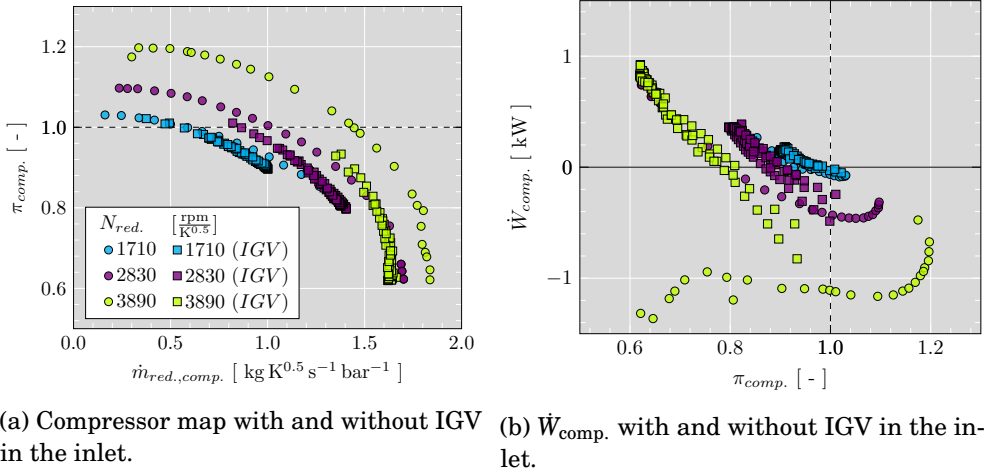 1.2
1.0
0.8
0.6
π_comp. [ - ]
N_red. [rpm/K^0.5]
1710 1710 (IGV)
2830 2830 (IGV)
3890 3890 (IGV)
0.0 0.5 1.0 1.5 2.0
ṁ_red.,comp. [ kg K^0.5 s^−1 bar^−1 ]
(a) Compressor map with and without IGV
in the inlet.
1
0
−1
Ẇ_comp. [ kW ]
0.6 0.8 1.0 1.2
π_comp. [ - ]
(b) Ẇ_comp. with and without IGV in the in-
let.